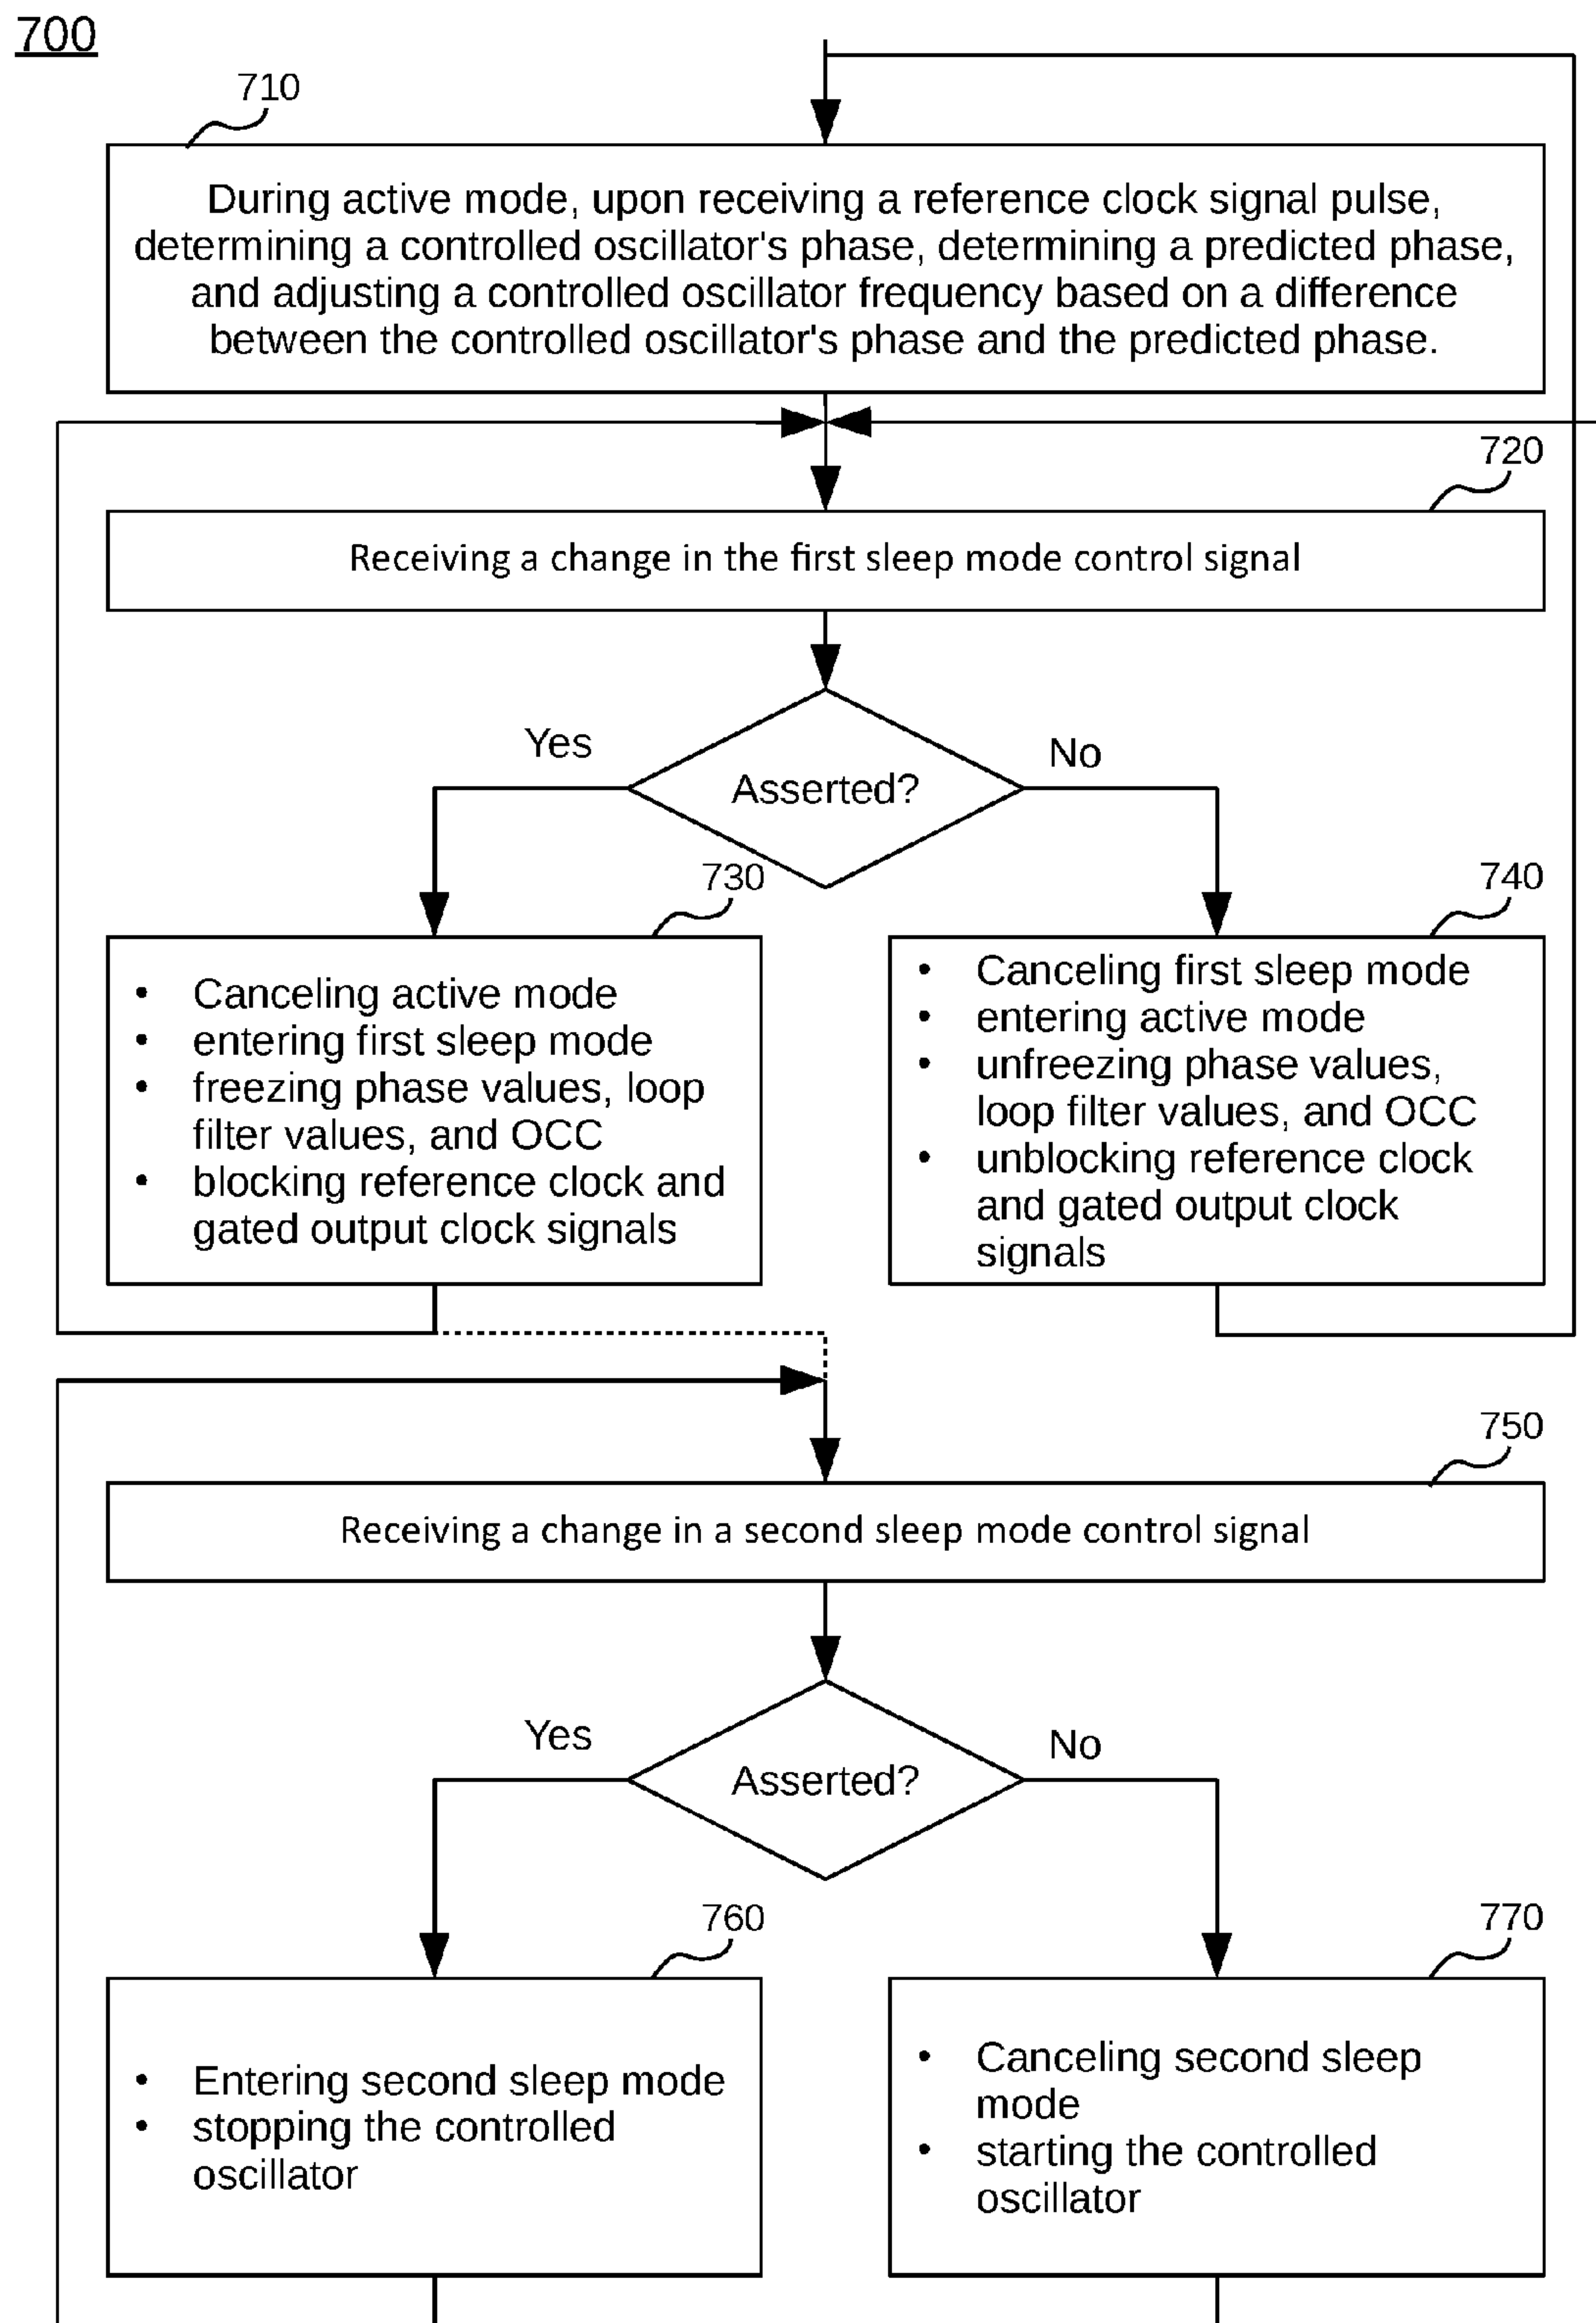 700
710
During active mode, upon receiving a reference clock signal pulse,
determining a controlled oscillator's phase, determining a predicted phase,
and adjusting a controlled oscillator frequency based on a difference
between the controlled oscillator's phase and the predicted phase.
720
Receiving a change in the first sleep mode control signal
Yes
No
Asserted?
730
740
• Canceling active mode
• entering first sleep mode
• freezing phase values, loop
filter values, and OCC
• blocking reference clock and
gated output clock signals
• Canceling first sleep mode
• entering active mode
• unfreezing phase values,
loop filter values, and OCC
• unblocking reference clock
and gated output clock
signals
750
Receiving a change in a second sleep mode control signal
Yes
No
Asserted?
760
770
• Entering second sleep mode
• stopping the controlled
oscillator
• Canceling second sleep
mode
• starting the controlled
oscillator